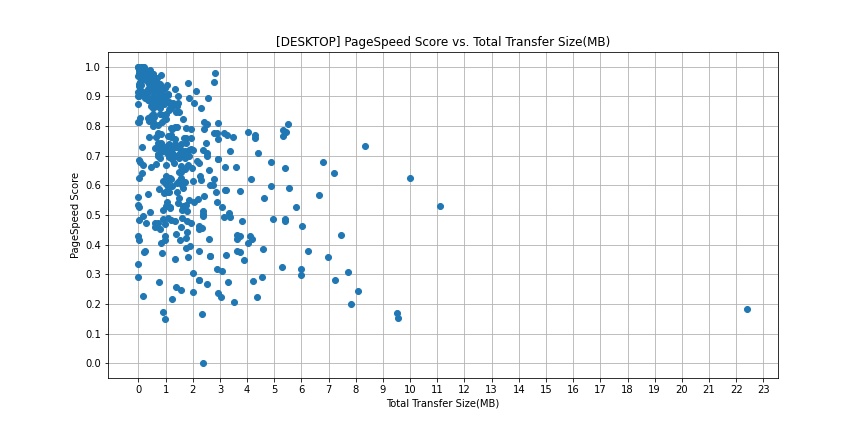 [DESKTOP] PageSpeed Score vs. Total Transfer Size(MB)
1.0
0.9
0.8
0.7
0.6
0.5
0.4
0.3
0.2
0.1
0.0
PageSpeed Score
0 1 2 3 4 5 6 7 8 9 10 11 12 13 14 15 16 17 18 19 20 21 22 23
Total Transfer Size(MB)